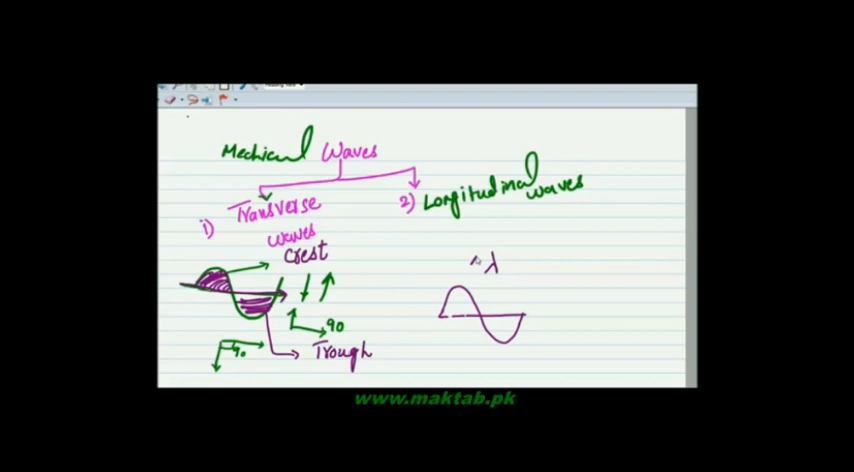 Mechical Waves
i) Transverse waves
2) Longitudinal waves
crest
90
90
Trough
λ
www.maktab.pk